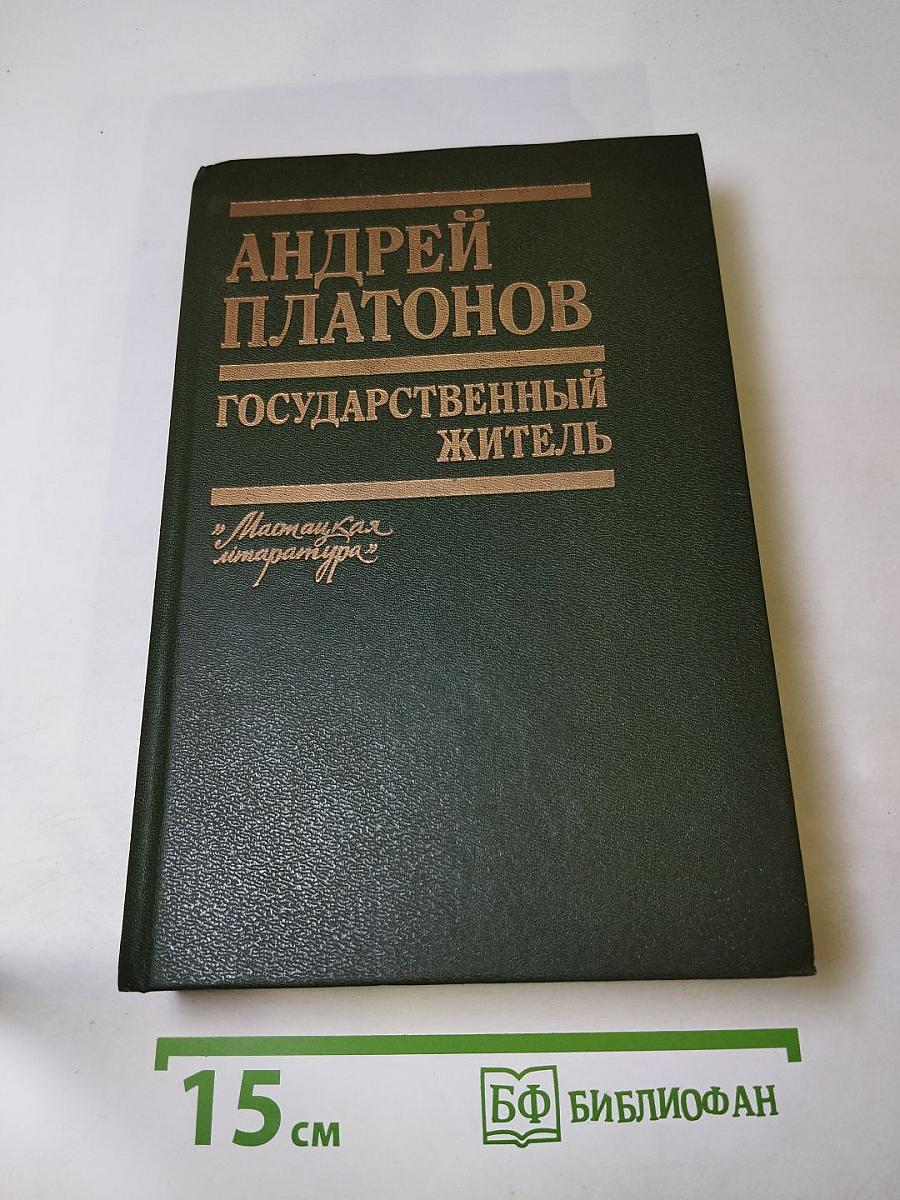 АНДРЕЙ
ПЛАТОНОВ
ГОСУДАРСТВЕННЫЙ
ЖИТЕЛЬ
„Мастацкая
літаратура”
15 см
БФ БИБЛИОФАН